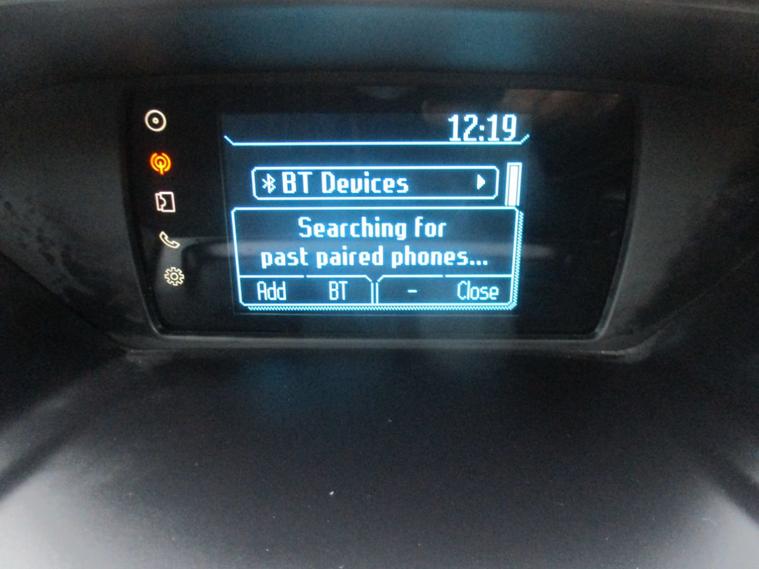 12:19
BT Devices
Searching for
past paired phones...
Add BT - Close